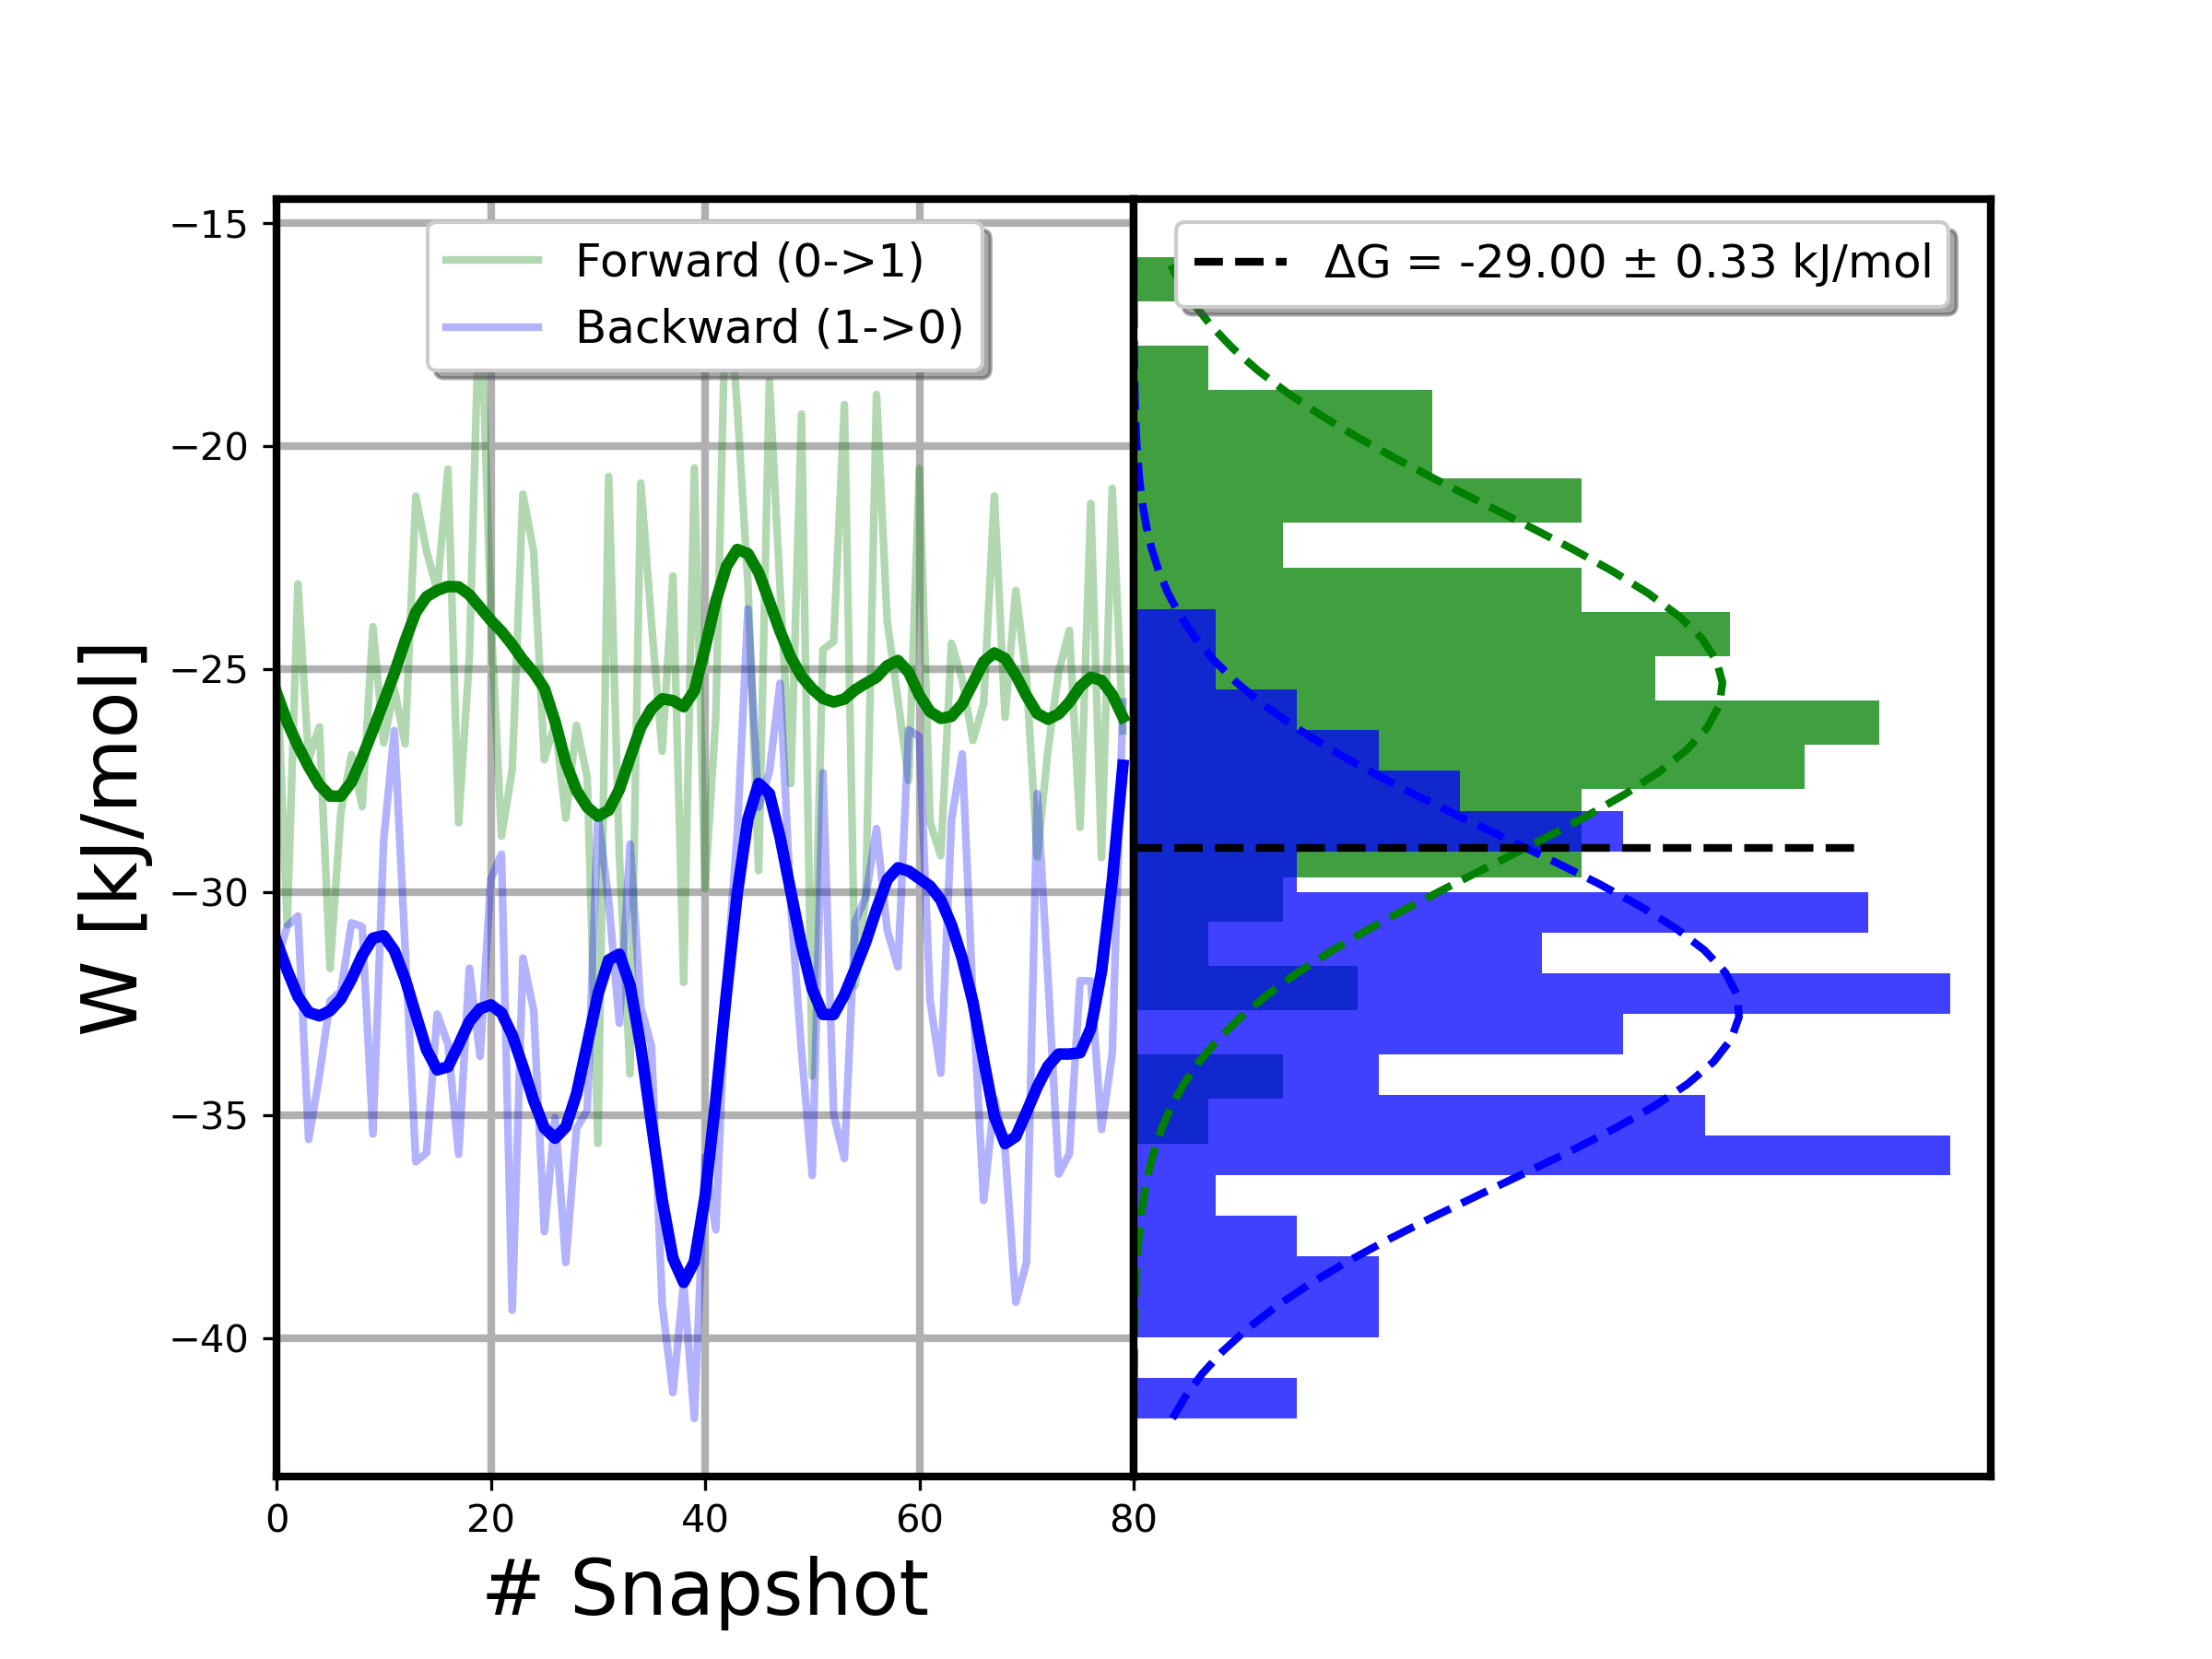 W [kJ/mol]
−15
−20
−25
−30
−35
−40
Forward (0->1)
Backward (1->0)
ΔG = -29.00 ± 0.33 kJ/mol
0
20
40
60
80
# Snapshot